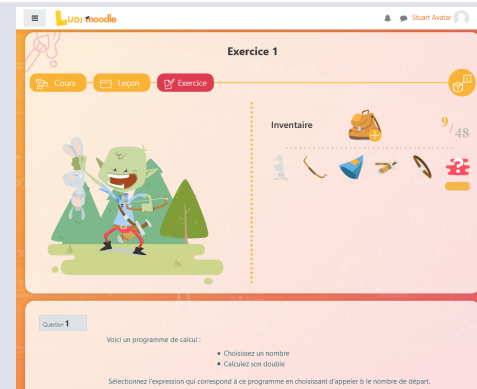 LUDI moodle
Stuart Avatar
Exercice 1
Cours
Leçon
Exercice
Inventaire
9/48
Question 1
Voici un programme de calcul :
• Choisissez un nombre
• Calculez son double
Sélectionnez l'expression qui correspond à ce programme en choisissant d'appeler b le nombre de départ.